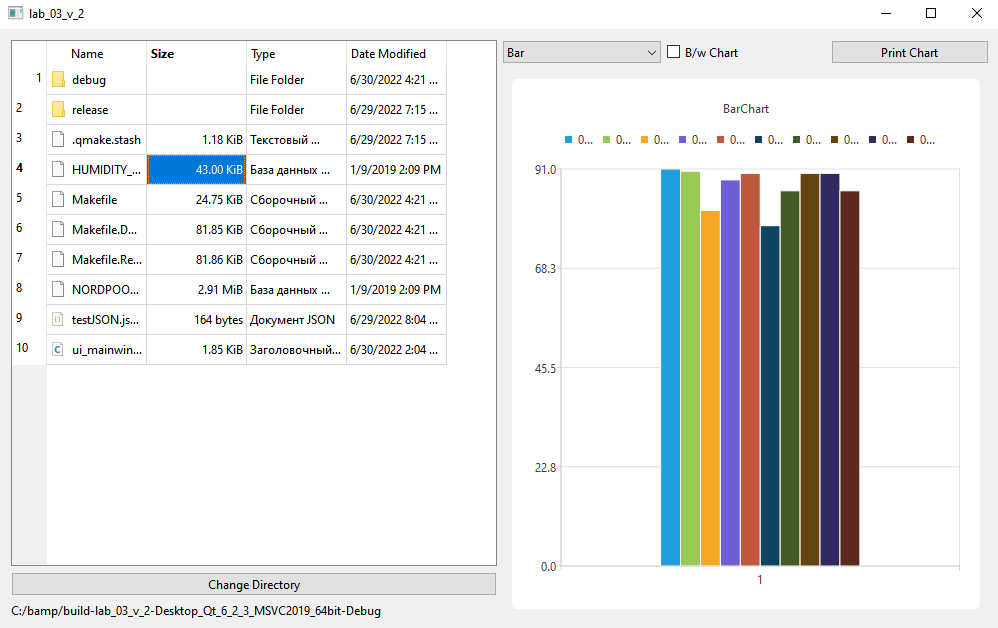 lab_03_v_2
Name Size Type Date Modified
1 debug File Folder 6/30/2022 4:21 ...
2 release File Folder 6/29/2022 7:15 ...
3 .qmake.stash 1.18 KiB Текстовый ... 6/29/2022 7:15 ...
4 HUMIDITY_... 43.00 KiB База данных ... 1/9/2019 2:09 PM
5 Makefile 24.75 KiB Сборочный ... 6/30/2022 4:21 ...
6 Makefile.D... 81.85 KiB Сборочный ... 6/30/2022 4:21 ...
7 Makefile.Re... 81.86 KiB Сборочный ... 6/30/2022 4:21 ...
8 NORDPOO... 2.91 MiB База данных ... 1/9/2019 2:09 PM
9 testJSON.js... 164 bytes Документ JSON 6/29/2022 8:04 ...
10 ui_mainwin... 1.85 KiB Заголовочный... 6/30/2022 2:04 ...
Change Directory
C:/bamp/build-lab_03_v_2-Desktop_Qt_6_2_3_MSVC2019_64bit-Debug
Bar B/w Chart Print Chart
BarChart
0... 0... 0... 0... 0... 0... 0... 0... 0... 0...
91.0
68.3
45.5
22.8
0.0
1